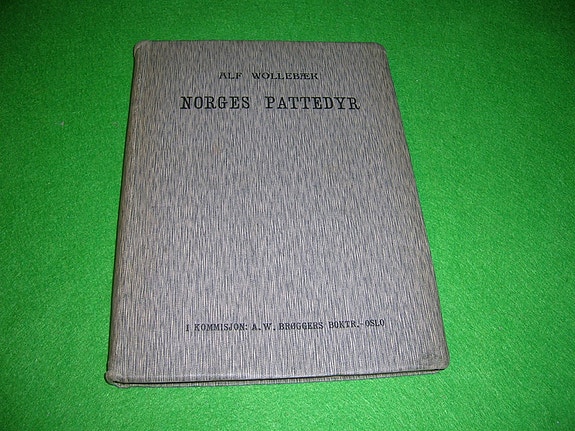 ALF WOLLEBÆK
NORGES PATTEDYR
I KOMMISJON: A. W. BRØGGERS BOKTR.-OSLO